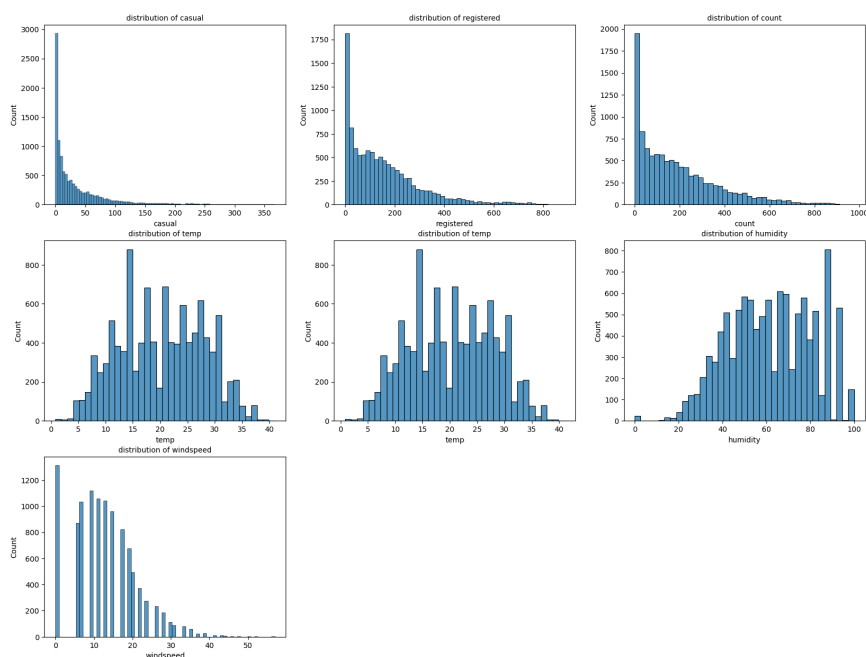 distribution of casual
3000
2500
2000
1500
1000
500
0
Count
0 50 100 150 200 250 300 350
casual
distribution of registered
1750
1500
1250
1000
750
500
250
0
Count
0 200 400 600 800
registered
distribution of count
2000
1750
1500
1250
1000
750
500
250
0
Count
0 200 400 600 800 1000
count
distribution of temp
800
600
400
200
0
Count
0 5 10 15 20 25 30 35 40
temp
distribution of temp
800
600
400
200
0
Count
0 5 10 15 20 25 30 35 40
temp
distribution of humidity
800
700
600
500
400
300
200
100
0
Count
0 20 40 60 80 100
humidity
distribution of windspeed
1200
1000
800
600
400
200
0
Count
0 10 20 30 40 50
windspeed